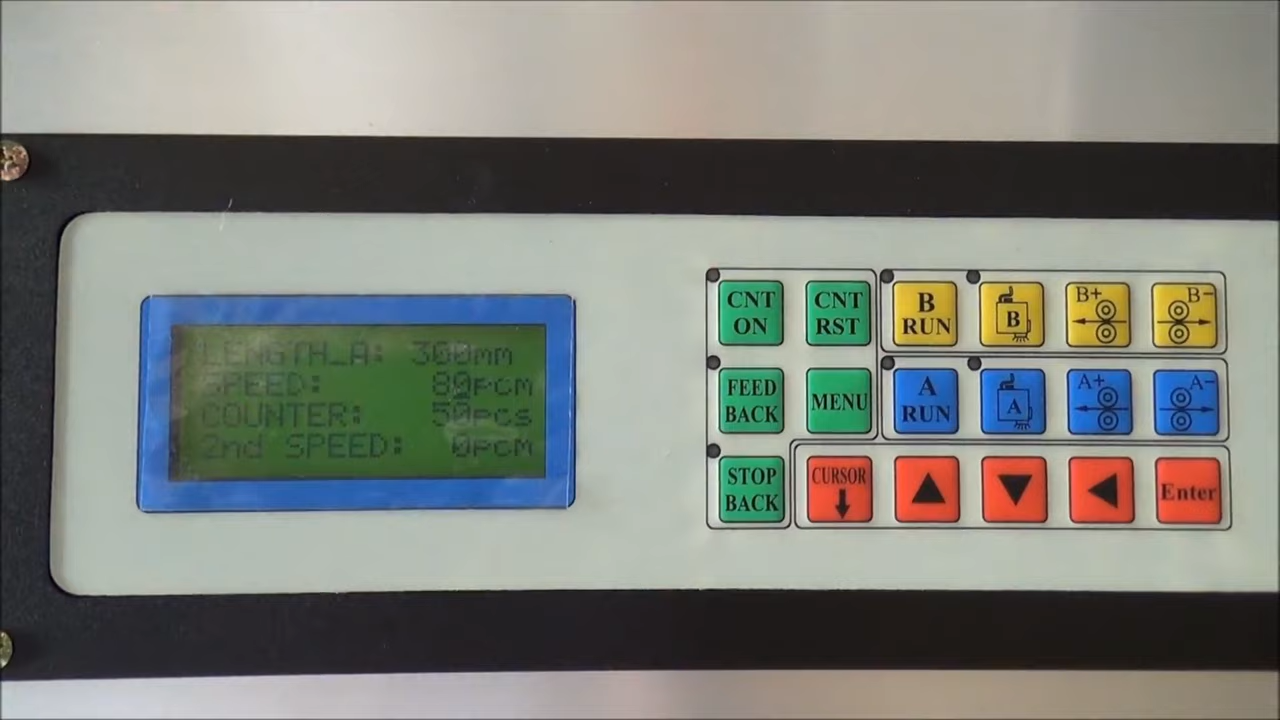 LENGTH_A: 300mm
SPEED: 80pcm
COUNTER: 50pcs
2nd SPEED: 0pcm
CNT ON
CNT RST
B RUN
B
B+
B-
FEED BACK
MENU
A RUN
A
A+
A-
STOP BACK
CURSOR
Enter